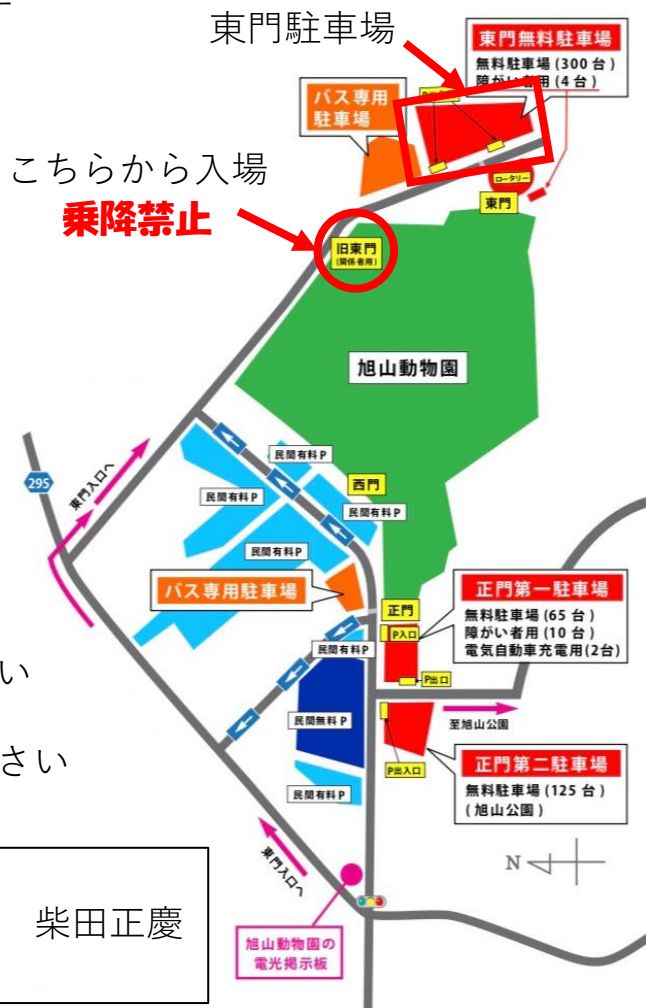 東門駐車場
東門無料駐車場
無料駐車場(300台)
障がい者用(4台)
バス専用
駐車場
こちらから入場
乗降禁止
ロータリー
東門
旧東門
(関係者用)
旭山動物園
295
東門入口へ
民間有料P
民間有料P
西門
民間有料P
民間有料P
バス専用駐車場
正門
P入口
正門第一駐車場
無料駐車場(65台)
障がい者用(10台)
電気自動車充電用(2台)
民間有料P
P出口
い
至旭山公園
民間無料P
さい
P出入口
正門第二駐車場
無料駐車場(125台)
(旭山公園)
民間有料P
東門入口へ
N
柴田正慶
旭山動物園の
電光掲示板